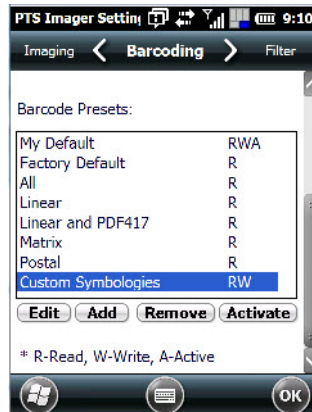 PTS Imager Settin 9:10
Imaging Barcoding Filter
Barcode Presets:
My Default RWA
Factory Default R
All R
Linear R
Linear and PDF417 R
Matrix R
Postal R
Custom Symbologies RW
Edit Add Remove Activate
* R-Read, W-Write, A-Active
OK